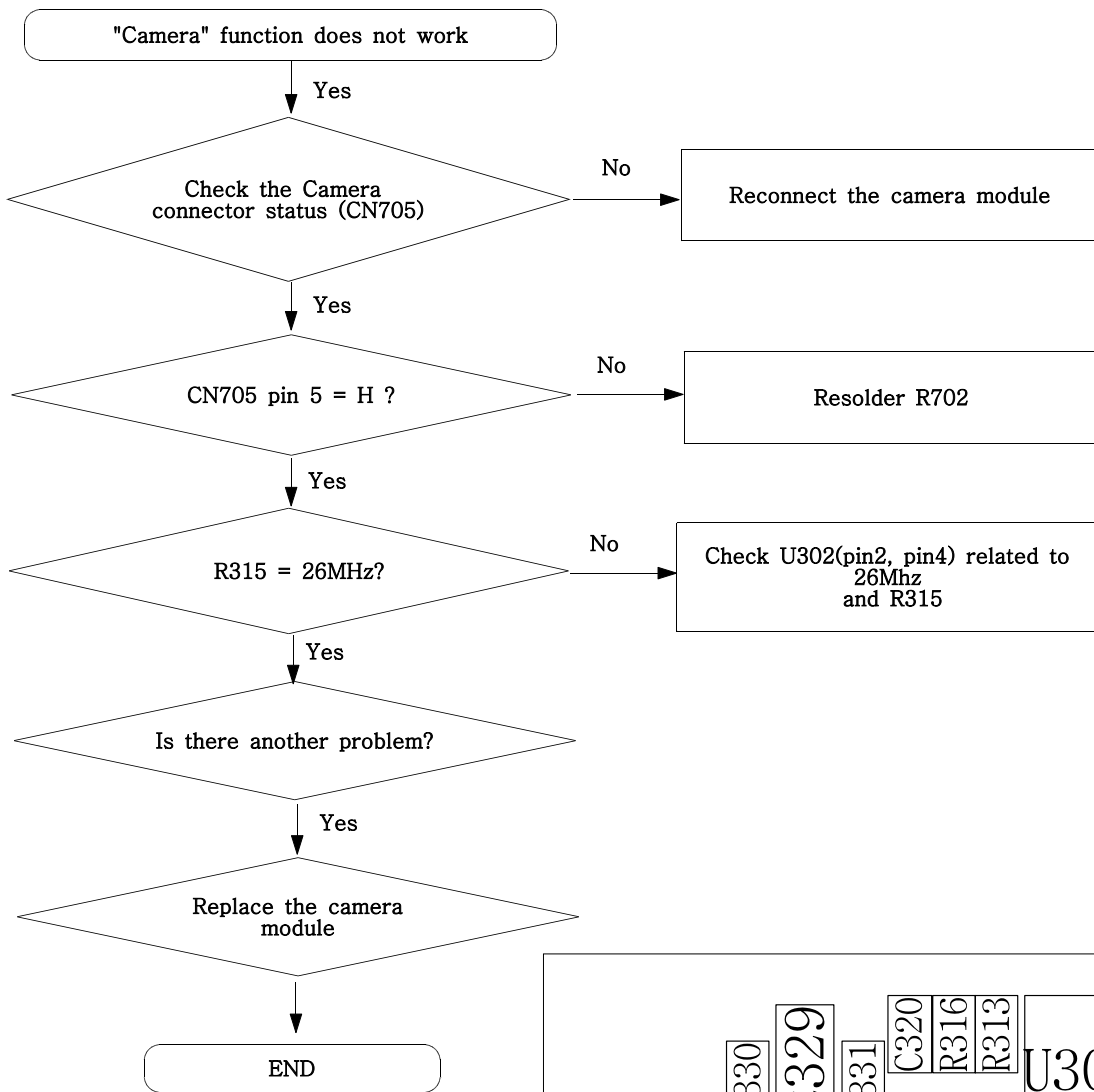 "Camera" function does not work
Yes
Check the Camera
connector status (CN705)
No
Reconnect the camera module
Yes
CN705 pin 5 = H ?
No
Resolder R702
Yes
R315 = 26MHz?
No
Check U302(pin2, pin4) related to
26Mhz
and R315
Yes
Is there another problem?
Yes
Replace the camera
module
END
C320
R316
R313